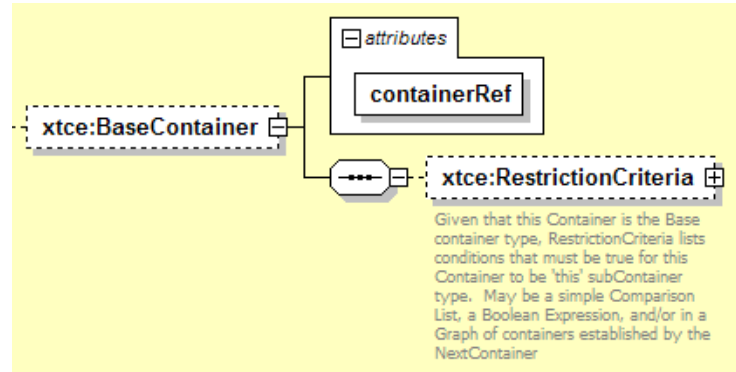 attributes
containerRef
xtce:BaseContainer
xtce:RestrictionCriteria
Given that this Container is the Base
container type, RestrictionCriteria lists
conditions that must be true for this
Container to be 'this' subContainer
type.  May be a simple Comparison
List, a Boolean Expression, and/or in a
Graph of containers established by the
NextContainer